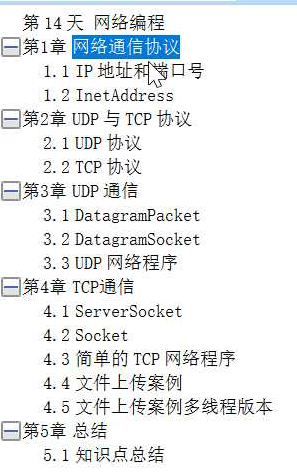 第 14 天 网络编程
第1章 网络通信协议
1.1 IP 地址和端口号
1.2 InetAddress
第2章 UDP 与 TCP 协议
2.1 UDP 协议
2.2 TCP 协议
第3章 UDP 通信
3.1 DatagramPacket
3.2 DatagramSocket
3.3 UDP 网络程序
第4章 TCP通信
4.1 ServerSocket
4.2 Socket
4.3 简单的 TCP 网络程序
4.4 文件上传案例
4.5 文件上传案例多线程版本
第5章 总结
5.1 知识点总结